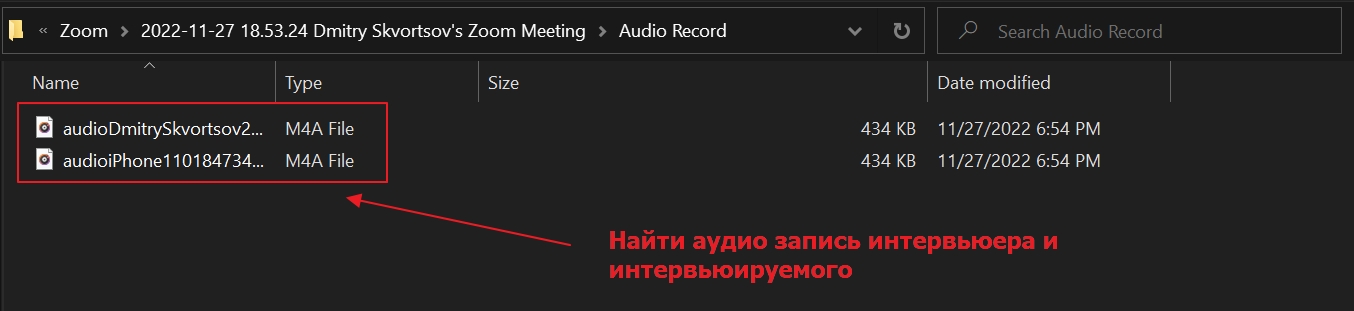 « Zoom > 2022-11-27 18.53.24 Dmitry Skvortsov's Zoom Meeting > Audio Record
Search Audio Record
Name Type Size Date modified
audioDmitrySkvortsov2... M4A File 434 KB 11/27/2022 6:54 PM
audioiPhone110184734... M4A File 434 KB 11/27/2022 6:54 PM
Найти аудио запись интервьюера и
интервьюируемого